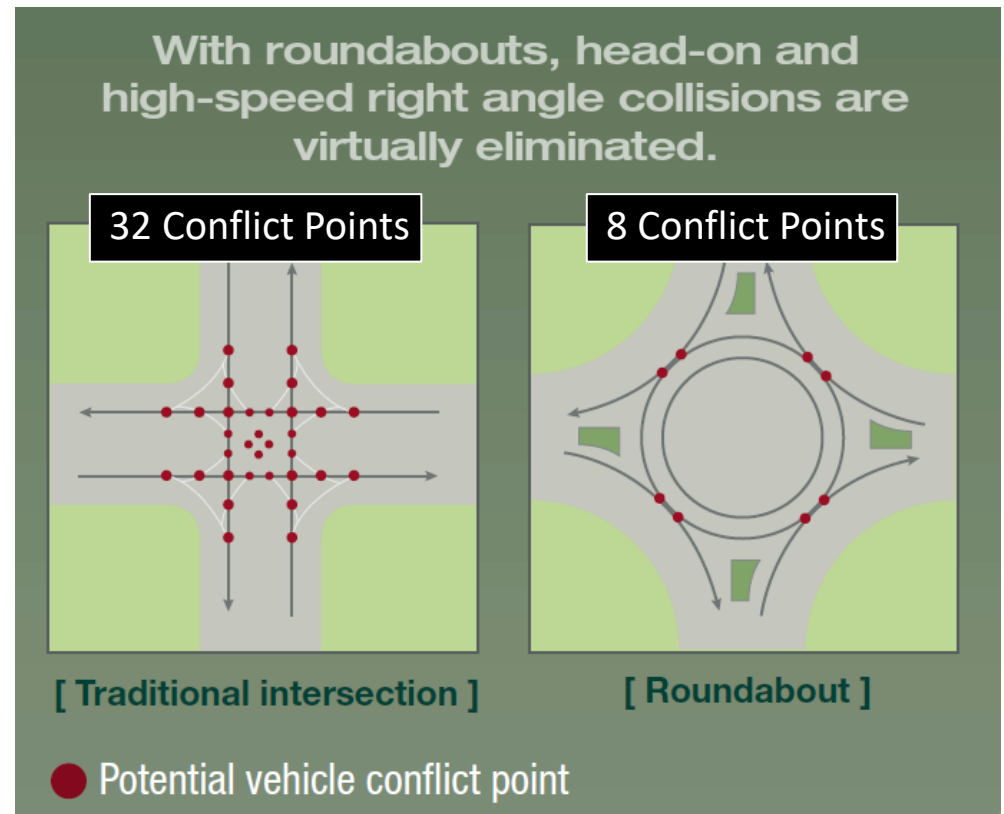 With roundabouts, head-on and
high-speed right angle collisions are
virtually eliminated.
32 Conflict Points
8 Conflict Points
[ Traditional intersection ]
[ Roundabout ]
Potential vehicle conflict point